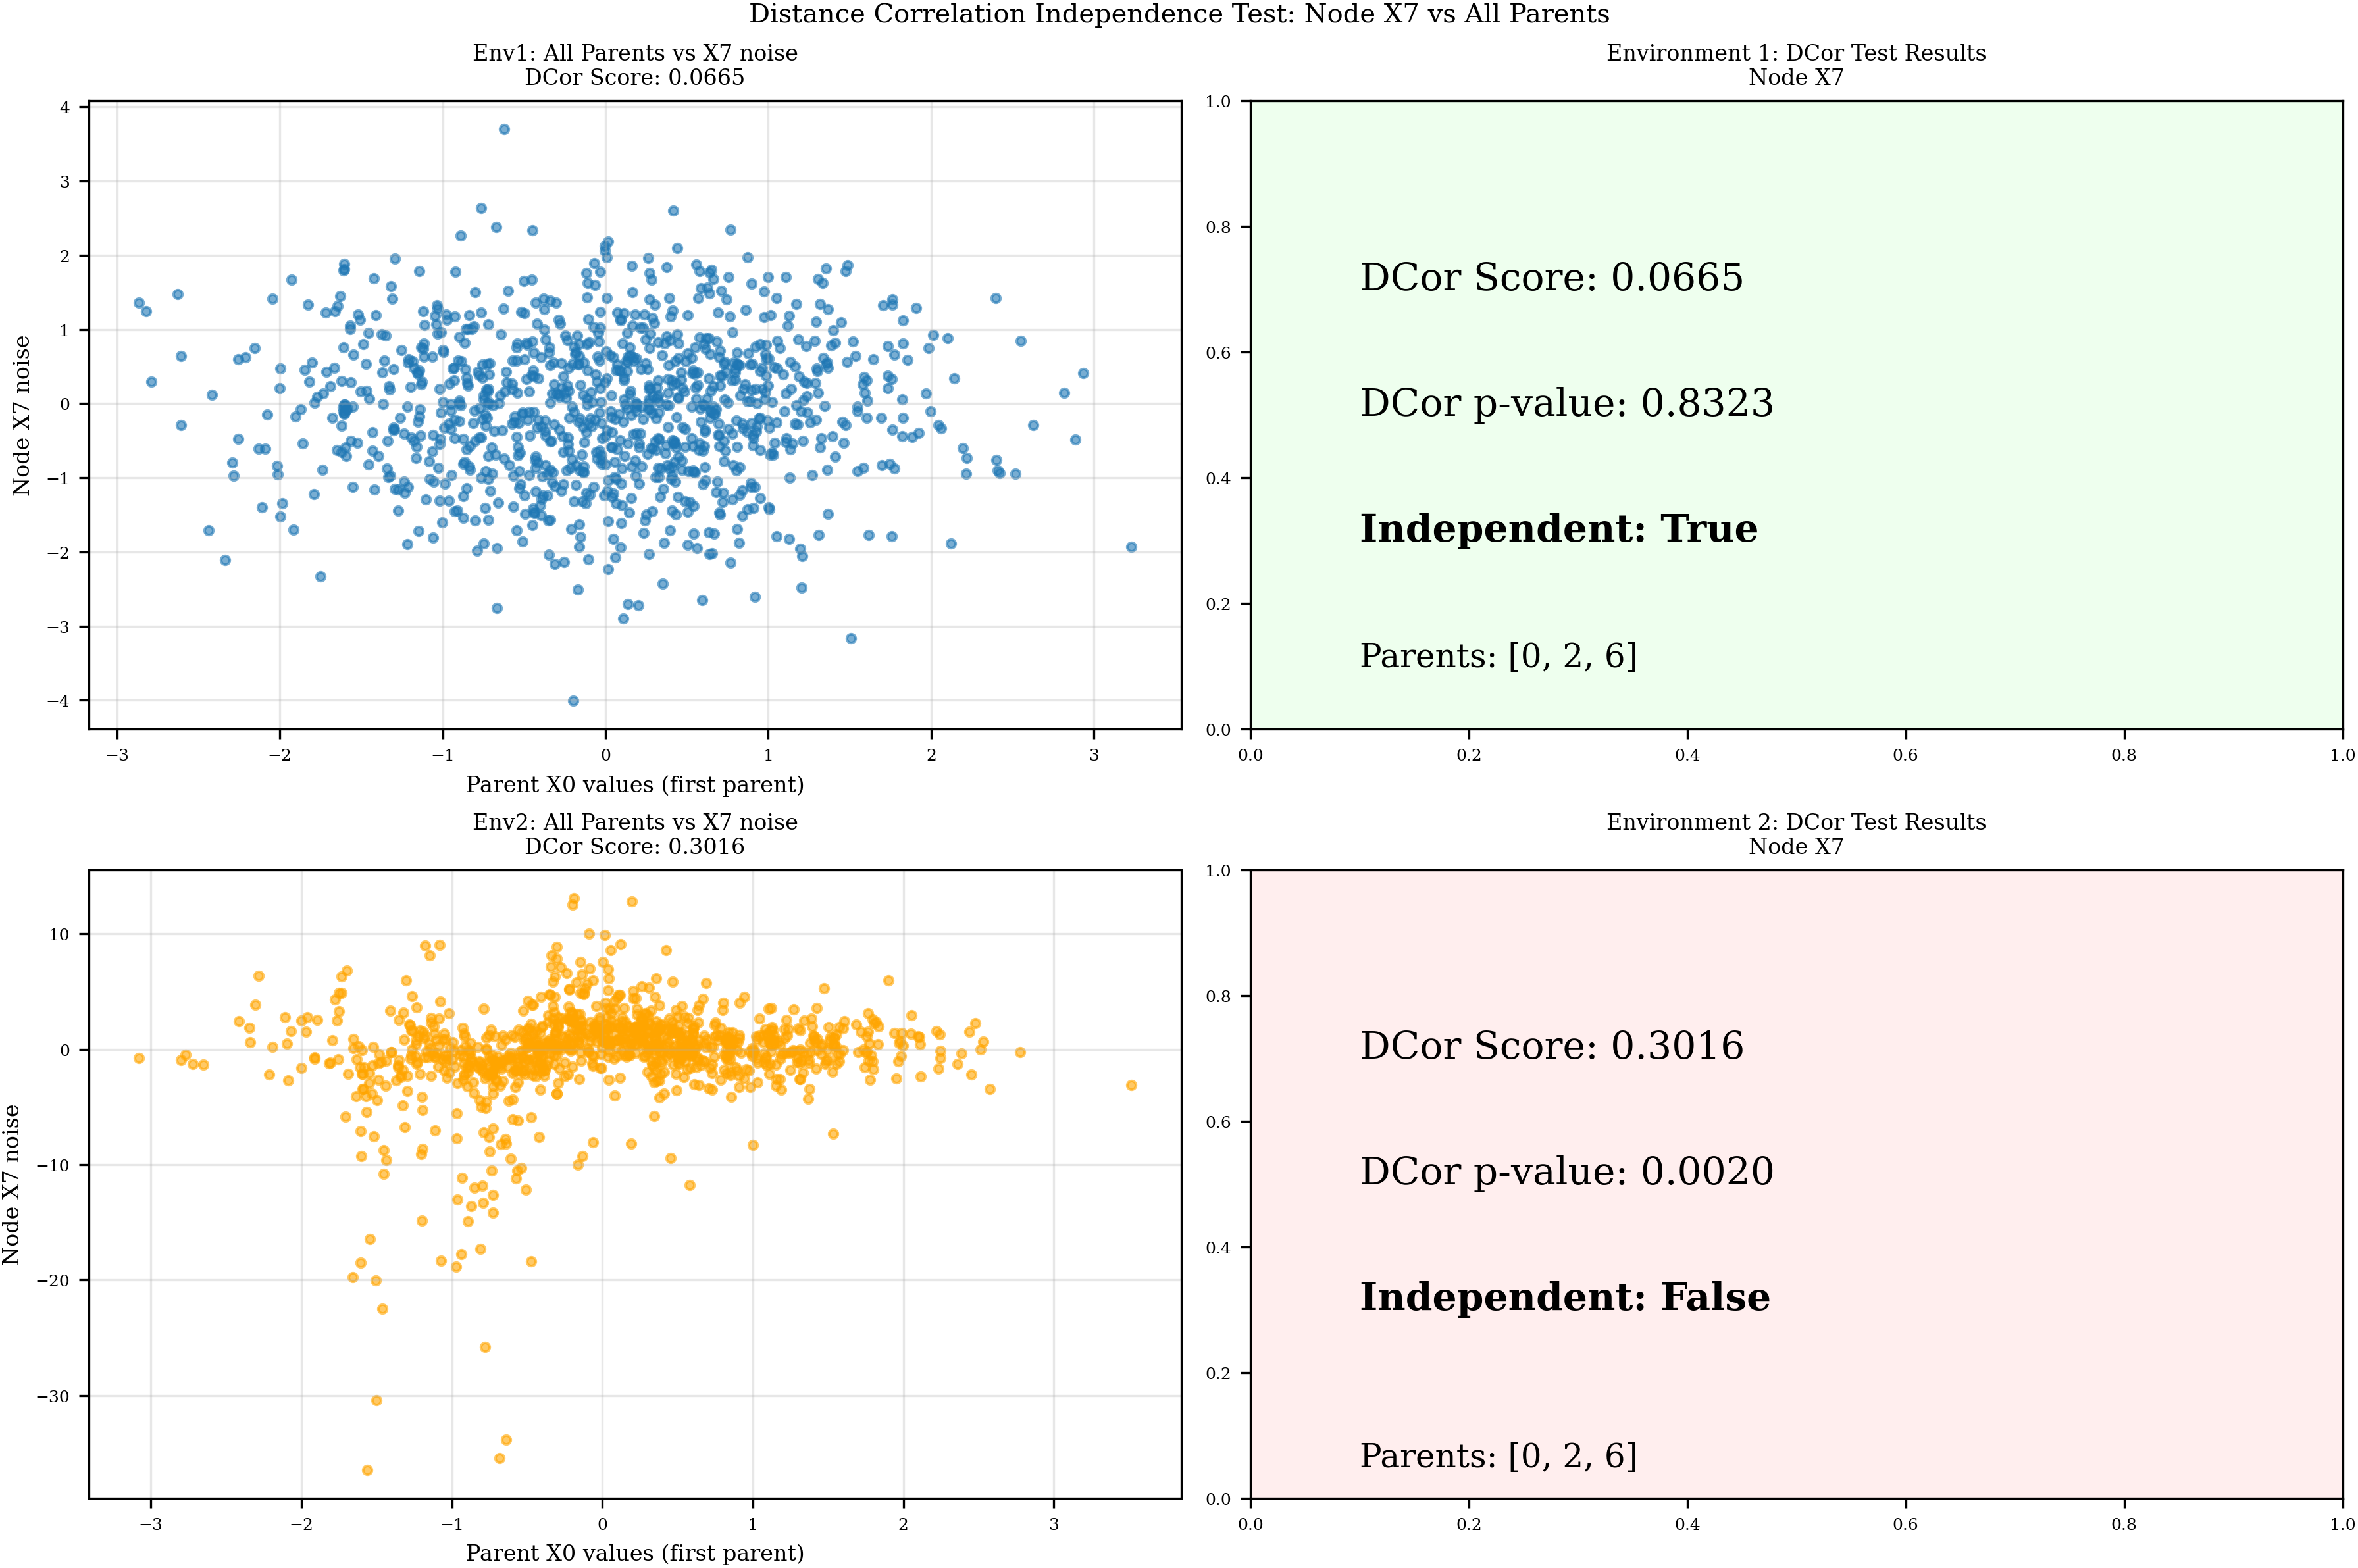 Distance Correlation Independence Test: Node X7 vs All Parents
Env1: All Parents vs X7 noise
DCor Score: 0.0665
4
3
2
1
0
−1
−2
−3
−4
Node X7 noise
−3
−2
−1
0
1
2
3
Parent X0 values (first parent)
Environment 1: DCor Test Results
Node X7
1.0
0.8
0.6
0.4
0.2
0.0
DCor Score: 0.0665
DCor p-value: 0.8323
Independent: True
Parents: [0, 2, 6]
0.0
0.2
0.4
0.6
0.8
1.0
Env2: All Parents vs X7 noise
DCor Score: 0.3016
10
0
−10
−20
−30
Node X7 noise
−3
−2
−1
0
1
2
3
Parent X0 values (first parent)
Environment 2: DCor Test Results
Node X7
1.0
0.8
0.6
0.4
0.2
0.0
DCor Score: 0.3016
DCor p-value: 0.0020
Independent: False
Parents: [0, 2, 6]
0.0
0.2
0.4
0.6
0.8
1.0